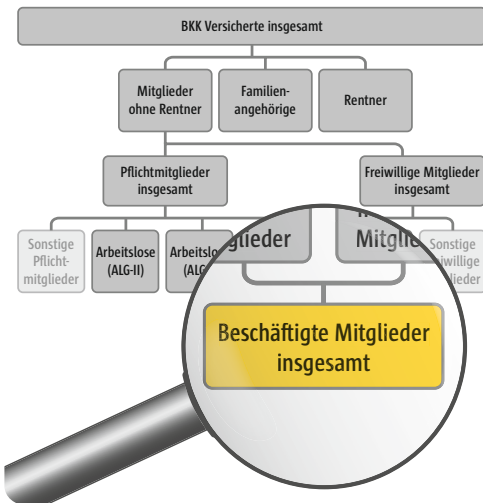 BKK Versicherte insgesamt
Mitglieder
ohne Rentner
Familien-
angehörige
Rentner
Pflichtmitglieder
insgesamt
Freiwillige Mitglieder
insgesamt
Sonstige
Pflicht-
mitglieder
Arbeitslose
(ALG-II)
Sonstige
Beschäftigte Mitglieder
insgesamt